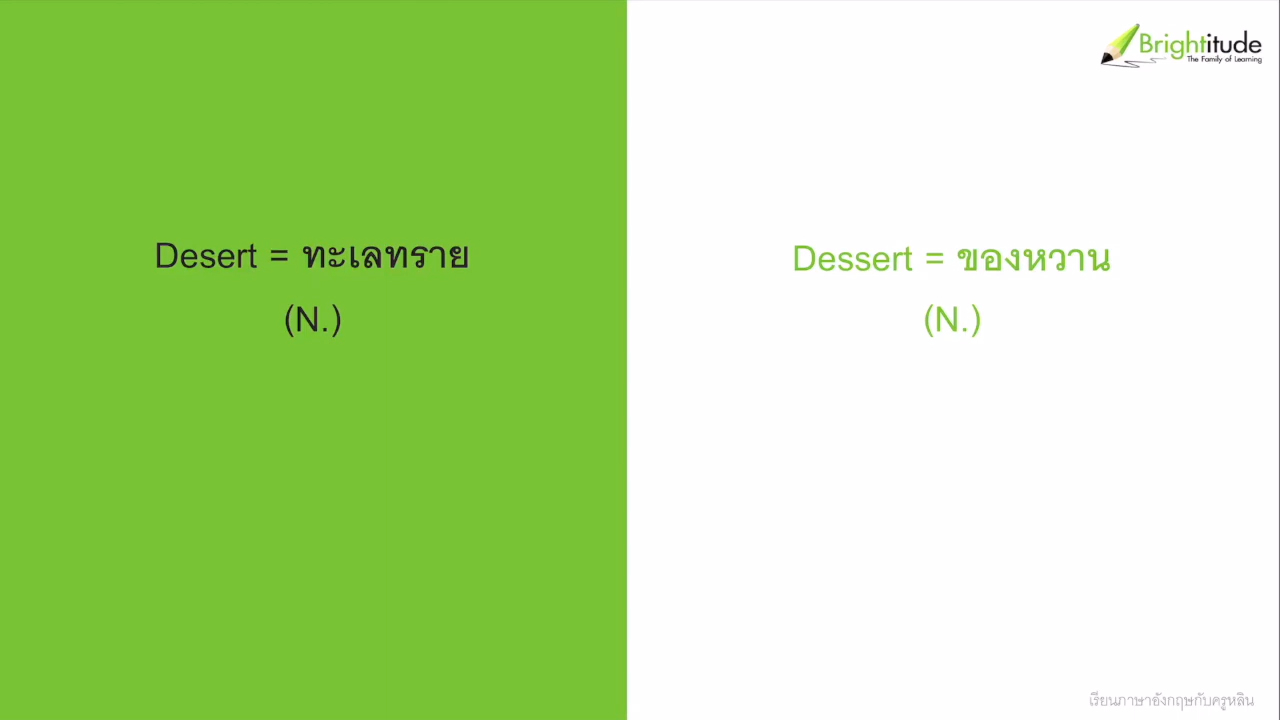 Brightitude
The Family of Learning
Desert = ทะเลทราย
(N.)
Dessert = ของหวาน
(N.)
เรียนภาษาอังกฤษกับครูหลิน